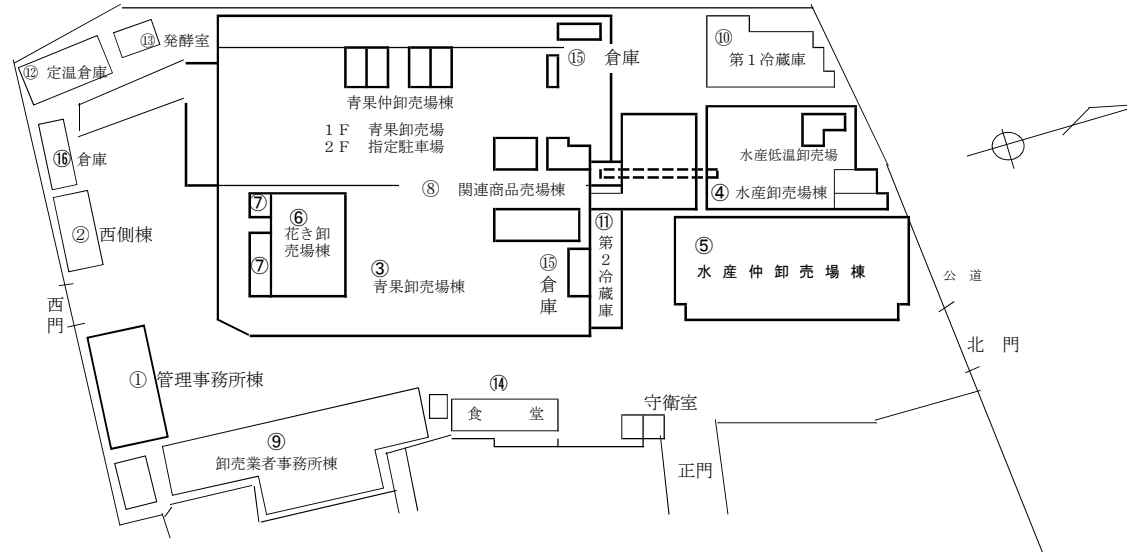 ⑬ 発酵室
⑫ 定温倉庫
⑮ 倉庫
⑩
第1冷蔵庫
青果仲卸売場棟
1F 青果卸売場
2F 指定駐車場
⑯ 倉庫
水産低温卸売場
⑧ 関連商品売場棟
④ 水産卸売場棟
⑦
⑥
花き卸
売場棟
② 西側棟
⑦
③
青果卸売場棟
⑮
倉
庫
⑪
第
2
冷
蔵
庫
⑤
水産仲卸売場棟
公道
西
門
北門
① 管理事務所棟
⑭
食堂
守衛室
⑨
卸売業者事務所棟
正門